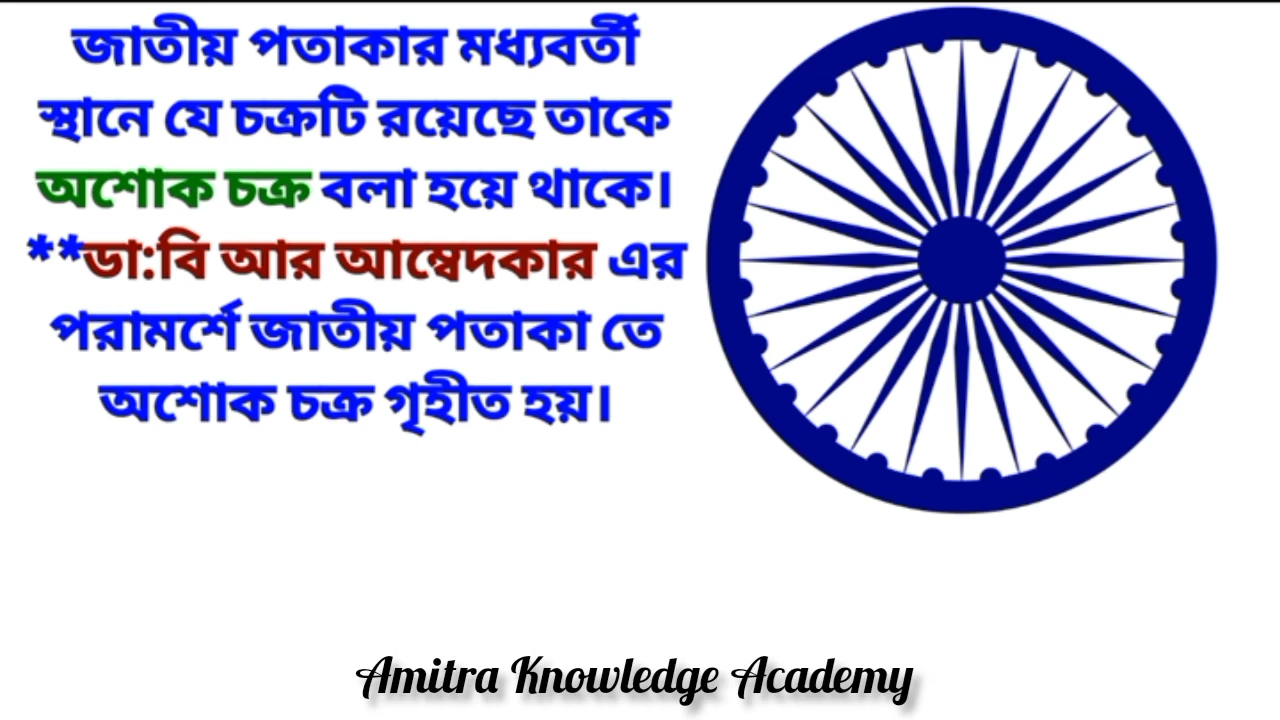 জাতীয় পতাকার মধ্যবর্তী
স্থানে যে চক্রটি রয়েছে তাকে
অশোক চক্র বলা হয়ে থাকে।
**ডা:বি আর আম্বেদকার এর
পরামর্শে জাতীয় পতাকা তে
অশোক চক্র গৃহীত হয়।
Amitra Knowledge Academy